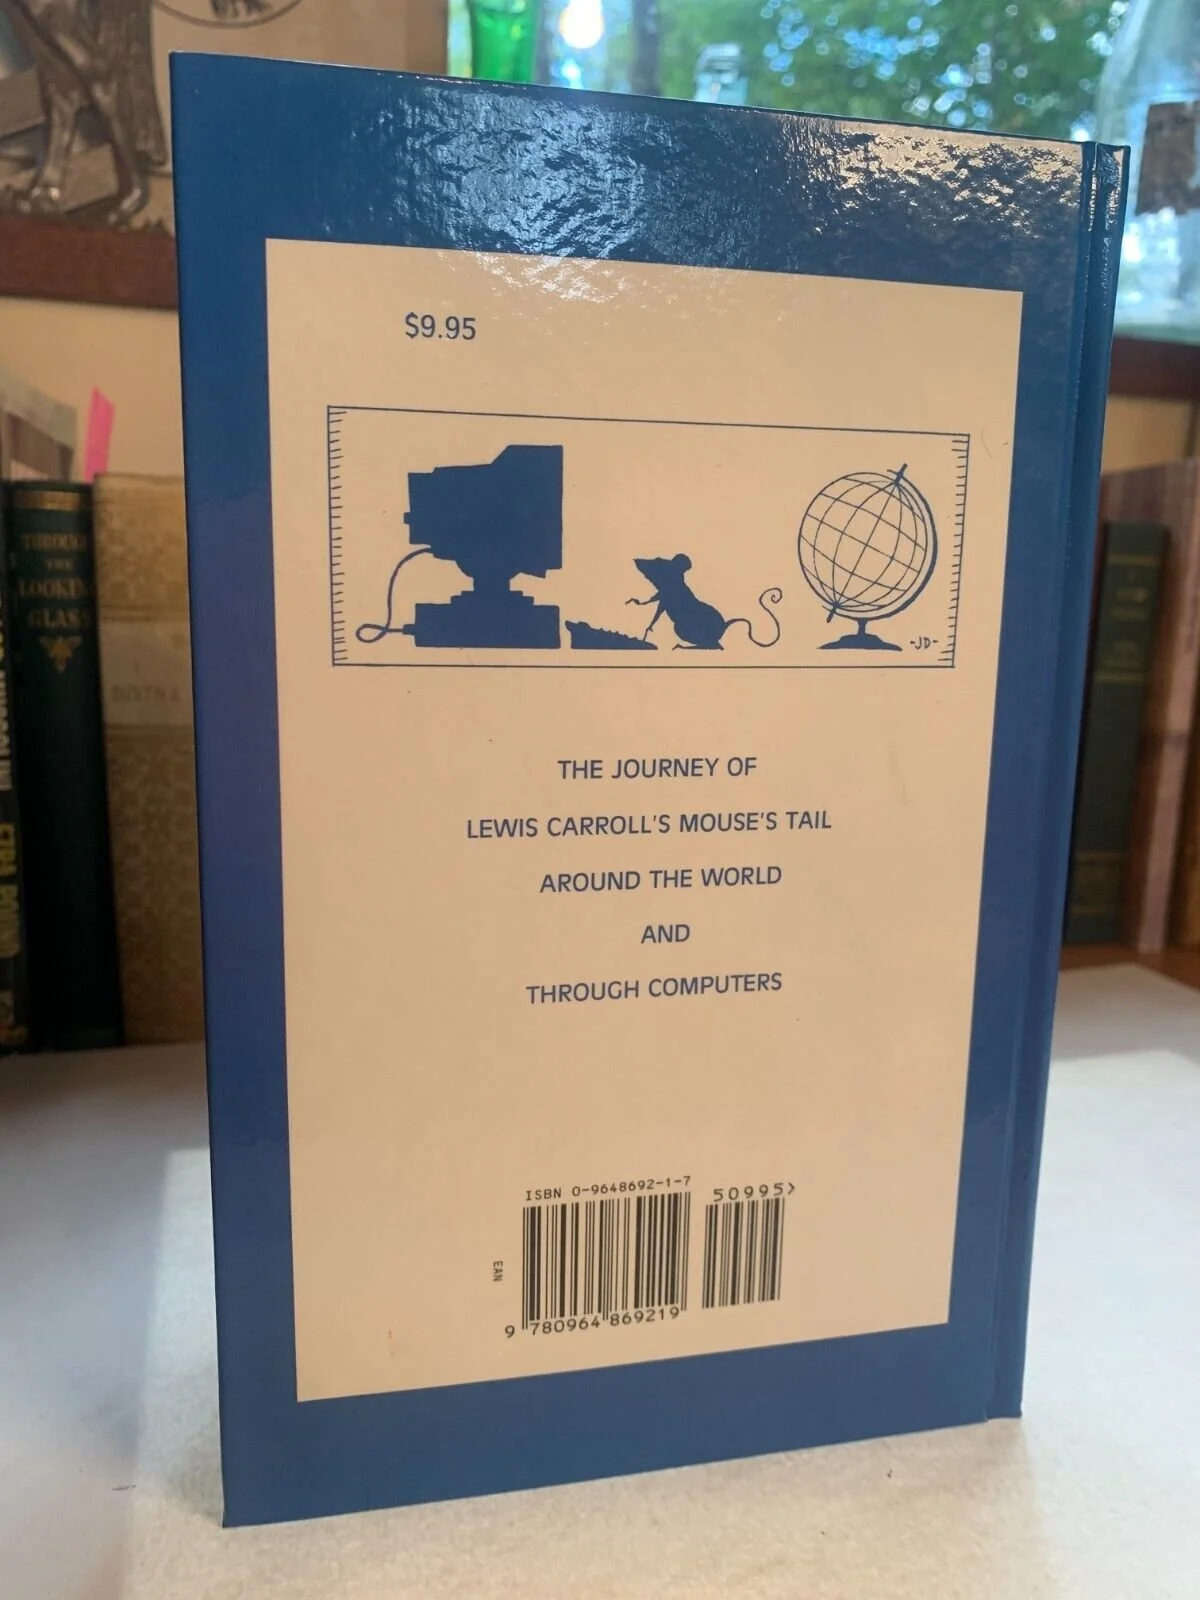 $9.95
-JD-
THE JOURNEY OF
LEWIS CARROLL'S MOUSE'S TAIL
AROUND THE WORLD
AND
THROUGH COMPUTERS
ISBN 0-9648692-1-7
50995>
EAN
9 780964 869219
THROUGH
THE
LOOKING
GLASS